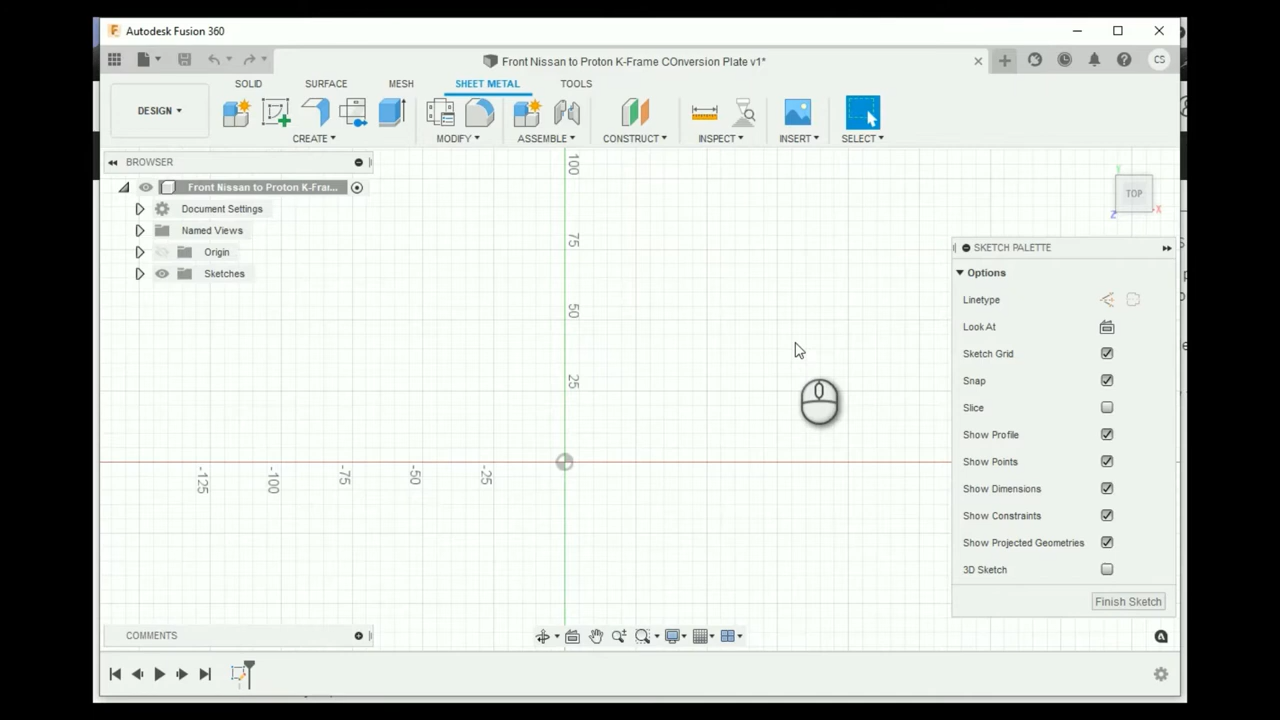 Autodesk Fusion 360
Front Nissan to Proton K-Frame COnversion Plate v1*
CS
DESIGN
SOLID
SURFACE
MESH
SHEET METAL
TOOLS
CREATE
MODIFY
ASSEMBLE
CONSTRUCT
INSPECT
INSERT
SELECT
BROWSER
Front Nissan to Proton K-Frar...
Document Settings
Named Views
Origin
Sketches
100
75
50
25
-125
-100
-75
-50
-25
Y
TOP
Z
X
SKETCH PALETTE
Options
Linetype
Look At
Sketch Grid
Snap
Slice
Show Profile
Show Points
Show Dimensions
Show Constraints
Show Projected Geometries
3D Sketch
Finish Sketch
COMMENTS